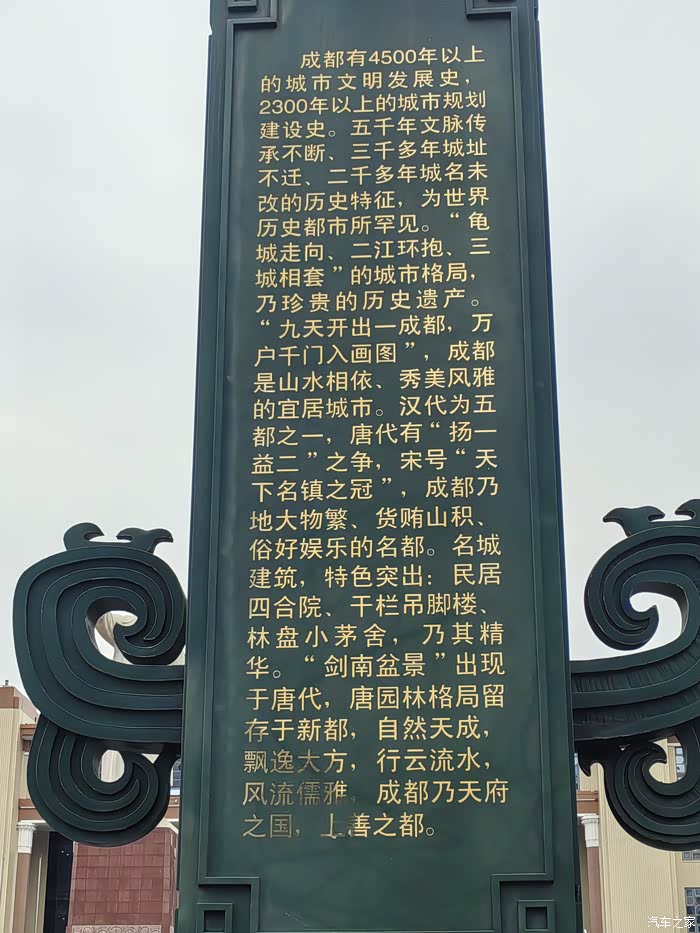 成都有4500年以上
的城市文明发展史，
2300年以上的城市规划
建设史。五千年文脉传
承不断、三千多年城址
不迁、二千多年城名未
改的历史特征，为世界
历史都市所罕见。“龟
城走向、二江环抱、三
城相套”的城市格局，
乃珍贵的历史遗产。
“九天开出一成都，万
户千门入画图”，成都
是山水相依、秀美风雅
的宜居城市。汉代为五
都之一，唐代有“扬一
益二”之争，宋号“天
下名镇之冠”，成都乃
地大物繁、货贿山积、
俗好娱乐的名都。名城
建筑，特色突出：民居
四合院、干栏吊脚楼、
林盘小茅舍，乃其精
华。“剑南盆景”出现
于唐代，唐园林格局留
存于新都，自然天成，
飘逸大方，行云流水，
风流儒雅，成都乃天府
之国，上善之都。
汽车之家